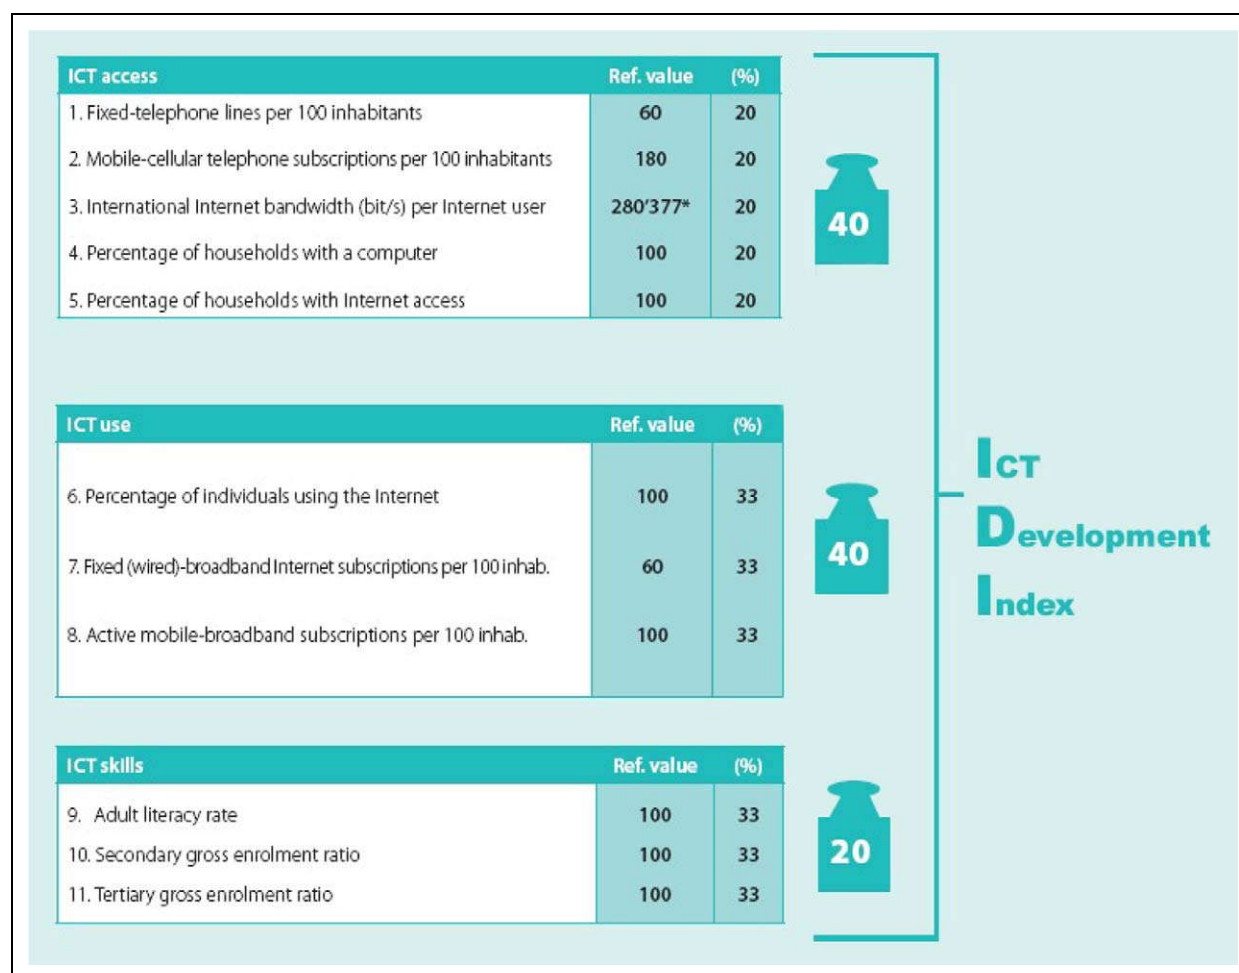 ICT access Ref. value (%)
1. Fixed-telephone lines per 100 inhabitants 60 20
2. Mobile-cellular telephone subscriptions per 100 inhabitants 180 20
3. International Internet bandwidth (bit/s) per Internet user 280’377* 20
4. Percentage of households with a computer 100 20
5. Percentage of households with Internet access 100 20
40
ICT use Ref. value (%)
6. Percentage of individuals using the Internet 100 33
7. Fixed (wired)-broadband Internet subscriptions per 100 inhab. 60 33
8. Active mobile-broadband subscriptions per 100 inhab. 100 33
40
ICT skills Ref. value (%)
9. Adult literacy rate 100 33
10. Secondary gross enrolment ratio 100 33
11. Tertiary gross enrolment ratio 100 33
20
ICT
Development
Index